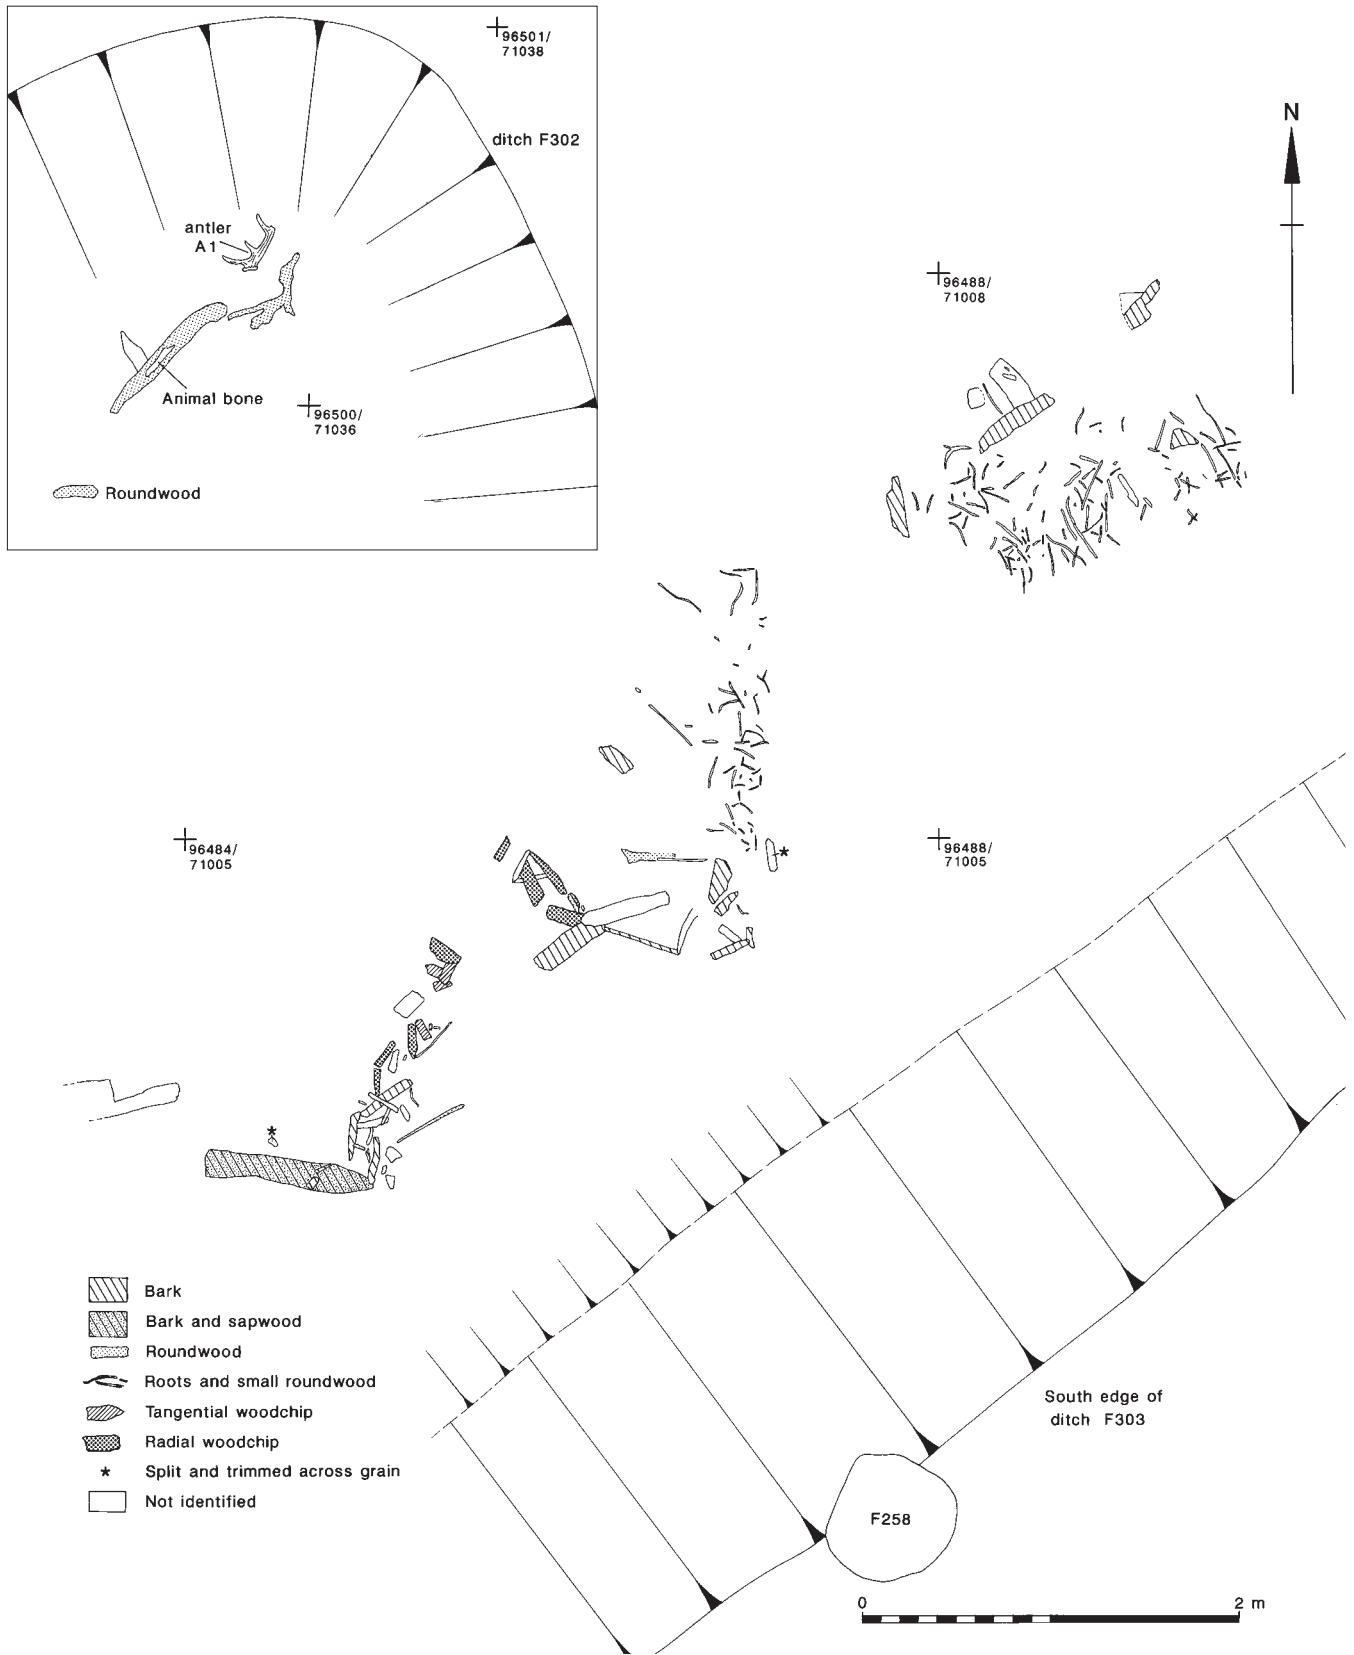 96501/
71038
ditch F302
antler
A1
Animal bone
96500/
71036
Roundwood
N
96488/
71008
96484/
71005
96488/
71005
*
*
Bark
Bark and sapwood
Roundwood
Roots and small roundwood
Tangential woodchip
Radial woodchip
* Split and trimmed across grain
Not identified
South edge of
ditch F303
F258
0 2 m